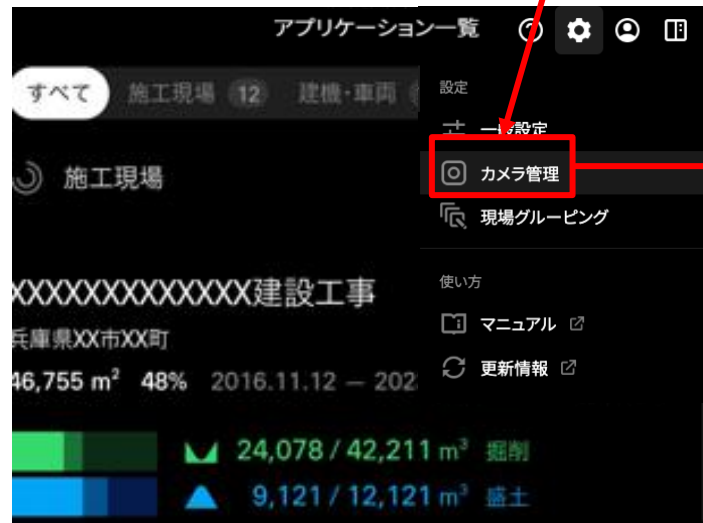 アプリケーション一覧
すべて 施工現場 12 建機・車両
施工現場
XXXXXXXXXXXXX建設工事
兵庫県XX市XX町
46,755 m² 48% 2016.11.12 — 202
24,078 / 42,211 m³ 掘削
9,121 / 12,121 m³ 盛土
設定
一般設定
カメラ管理
現場グルーピング
使い方
マニュアル
更新情報